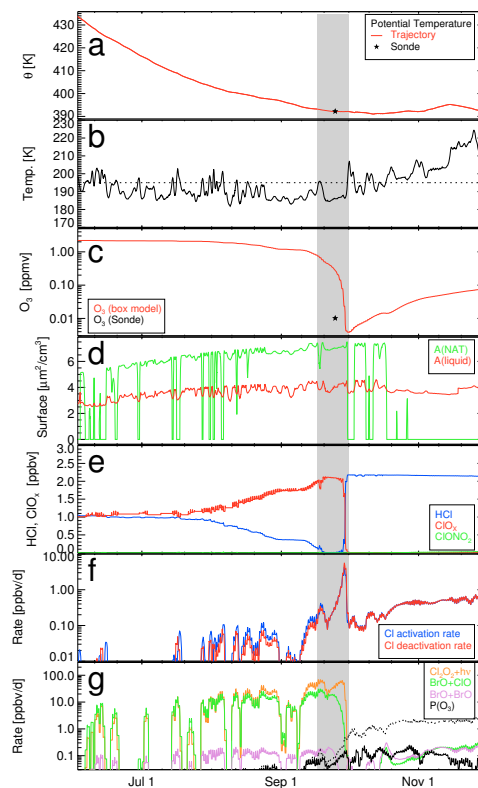 a
θ [K]
430
420
410
400
390
Potential Temperature
Trajectory
Sonde
b
Temp. [K]
230
220
210
200
190
180
170
c
O₃ [ppmv]
1.00
0.10
0.01
O₃ (box model)
O₃ (Sonde)
d
Surface [μm²/cm³]
6
4
2
0
A(NAT)
A(liquid)
e
HCl, ClOₓ [ppbv]
2.5
2.0
1.5
1.0
0.5
0.0
HCl
ClOₓ
ClONO₂
f
Rate [ppbv/d]
10.00
1.00
0.10
0.01
Cl activation rate
Cl deactivation rate
g
Rate [ppbv/d]
100.0
10.0
1.0
0.1
Cl₂O₂+hν
BrO+ClO
BrO+BrO
P(O₃)
Jul 1
Sep 1
Nov 1